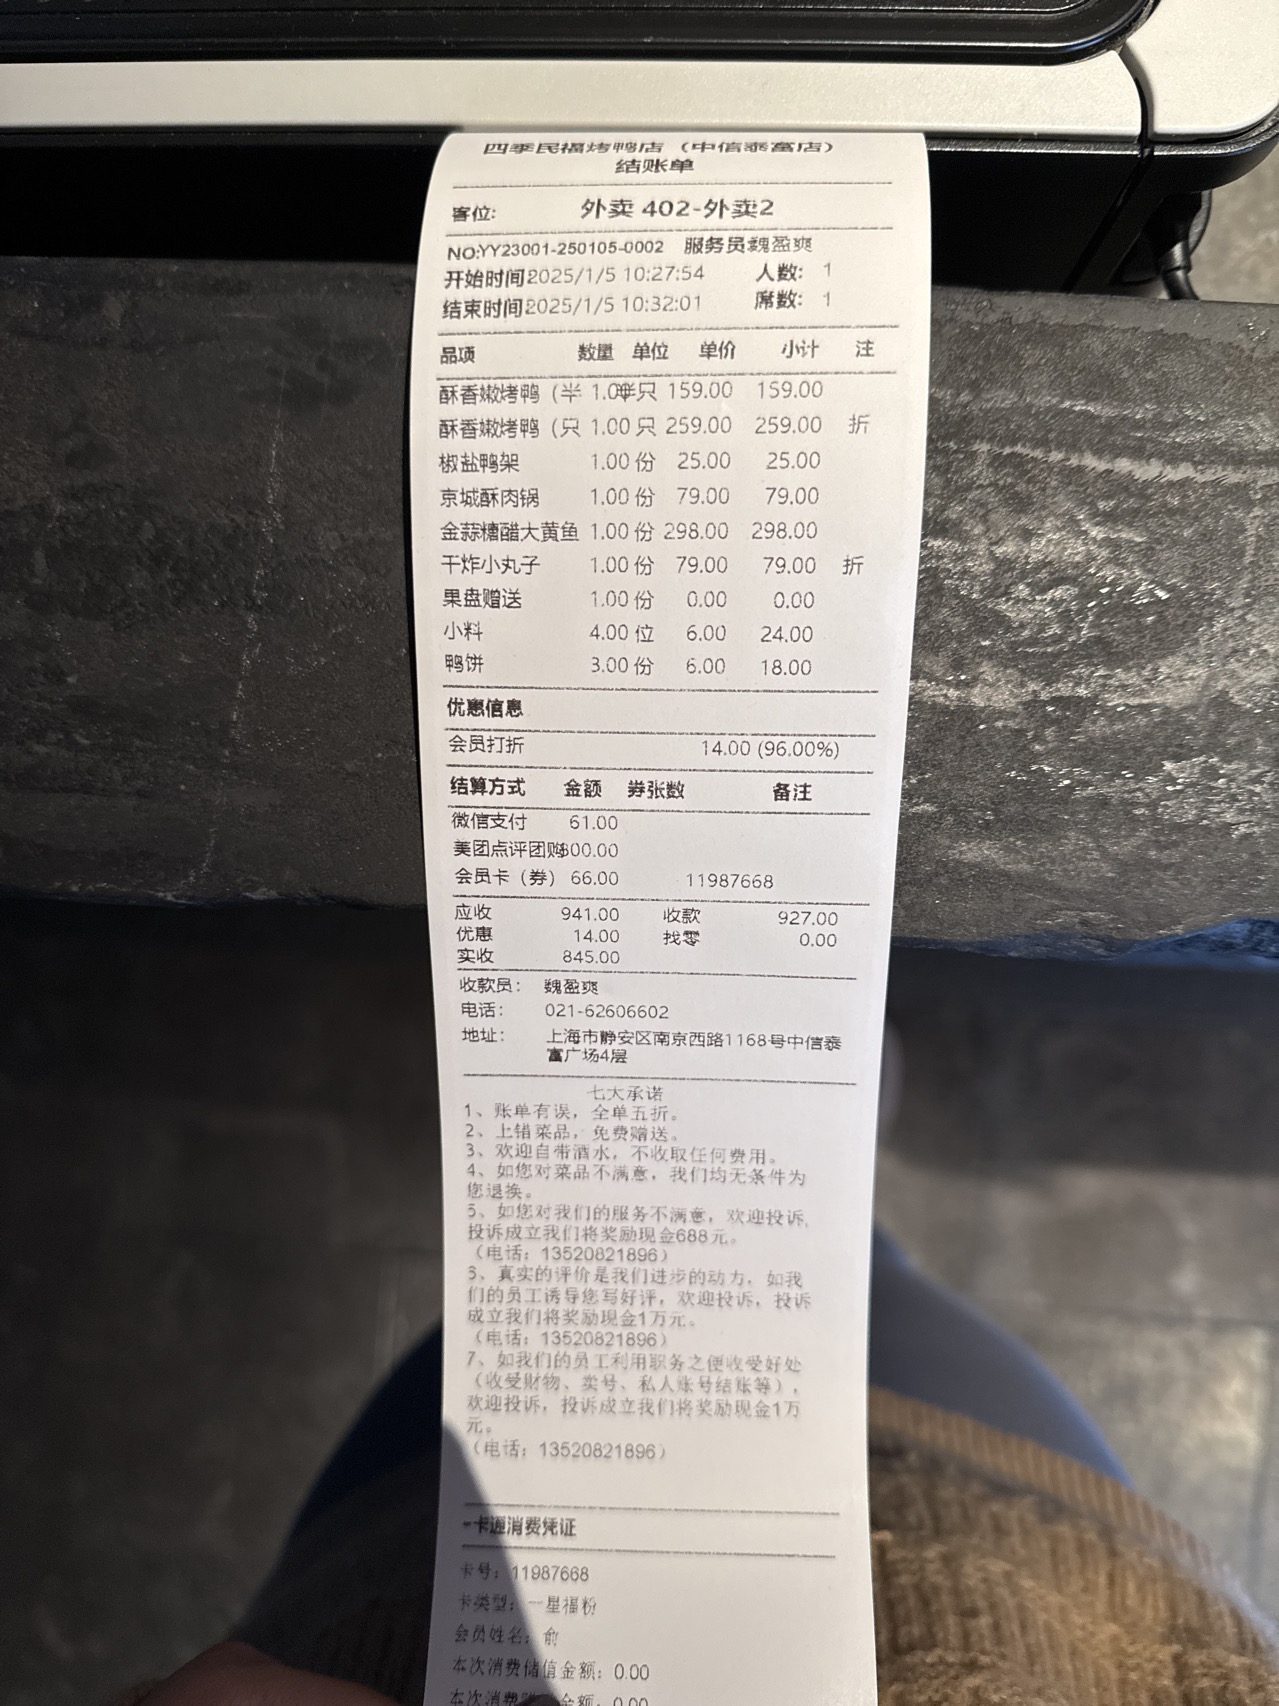 四季民福烤鸭店（中信泰富店）
结账单
客位： 外卖 402-外卖2
NO:YY23001-250105-0002 服务员魏盈爽
开始时间2025/1/5 10:27:54 人数： 1
结束时间2025/1/5 10:32:01 席数： 1
品项 数量 单位 单价 小计 注
酥香嫩烤鸭（半 1.00半只 159.00 159.00
酥香嫩烤鸭（只 1.00 只 259.00 259.00 折
椒盐鸭架 1.00 份 25.00 25.00
京城酥肉锅 1.00 份 79.00 79.00
金蒜糖醋大黄鱼 1.00 份 298.00 298.00
干炸小丸子 1.00 份 79.00 79.00 折
果盘赠送 1.00 份 0.00 0.00
小料 4.00 位 6.00 24.00
鸭饼 3.00 份 6.00 18.00
优惠信息
会员打折 14.00 (96.00%)
结算方式 金额 券张数 备注
微信支付 61.00
美团点评团购800.00
会员卡（券） 66.00 11987668
应收 941.00 收款 927.00
优惠 14.00 找零 0.00
实收 845.00
收款员： 魏盈爽
电话： 021-62606602
地址： 上海市静安区南京西路1168号中信泰
富广场4层
七大承诺
1、账单有误，全单五折。
2、上错菜品，免费赠送。
3、欢迎自带酒水，不收取任何费用。
4、如您对菜品不满意，我们均无条件为
您退换。
5、如您对我们的服务不满意，欢迎投诉，
投诉成立我们将奖励现金688元。
（电话：13520821896）
6、真实的评价是我们进步的动力，如我
们的员工诱导您写好评，欢迎投诉，投诉
成立我们将奖励现金1万元。
（电话：13520821896）
7、如我们的员工利用职务之便收受好处
（收受财物、卖号、私人账号结账等），
欢迎投诉，投诉成立我们将奖励现金1万
元。
（电话：13520821896）
一卡通消费凭证
卡号：11987668
卡类型：一星福粉
会员姓名：俞
本次消费储值金额：0.00
本次消费 金额：0.00